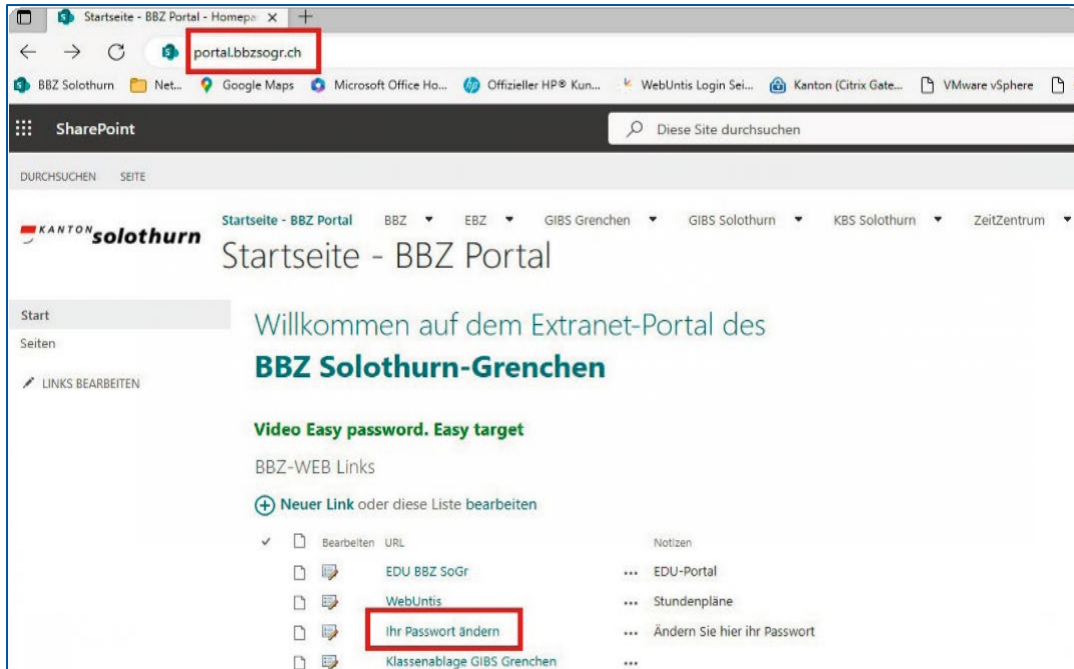 Startseite - BBZ Portal - Homepa
portal.bbzsogr.ch
BBZ Solothurn Net... Google Maps Microsoft Office Ho... Offizieller HP® Kun... WebUntis Login Sei... Kanton (Citrix Gate... VMware vSphere
SharePoint Diese Site durchsuchen
DURCHSUCHEN SEITE
KANTON solothurn
Startseite - BBZ Portal BBZ EBZ GIBS Grenchen GIBS Solothurn KBS Solothurn ZeitZentrum
Startseite - BBZ Portal
Start
Seiten
LINKS BEARBEITEN
Willkommen auf dem Extranet-Portal des
BBZ Solothurn-Grenchen
Video Easy password. Easy target
BBZ-WEB Links
Neuer Link oder diese Liste bearbeiten
Bearbeiten URL Notizen
EDU BBZ SoGr ... EDU-Portal
WebUntis ... Stundenpläne
Ihr Passwort ändern ... Ändern Sie hier ihr Passwort
Klassenablage GIBS Grenchen ...